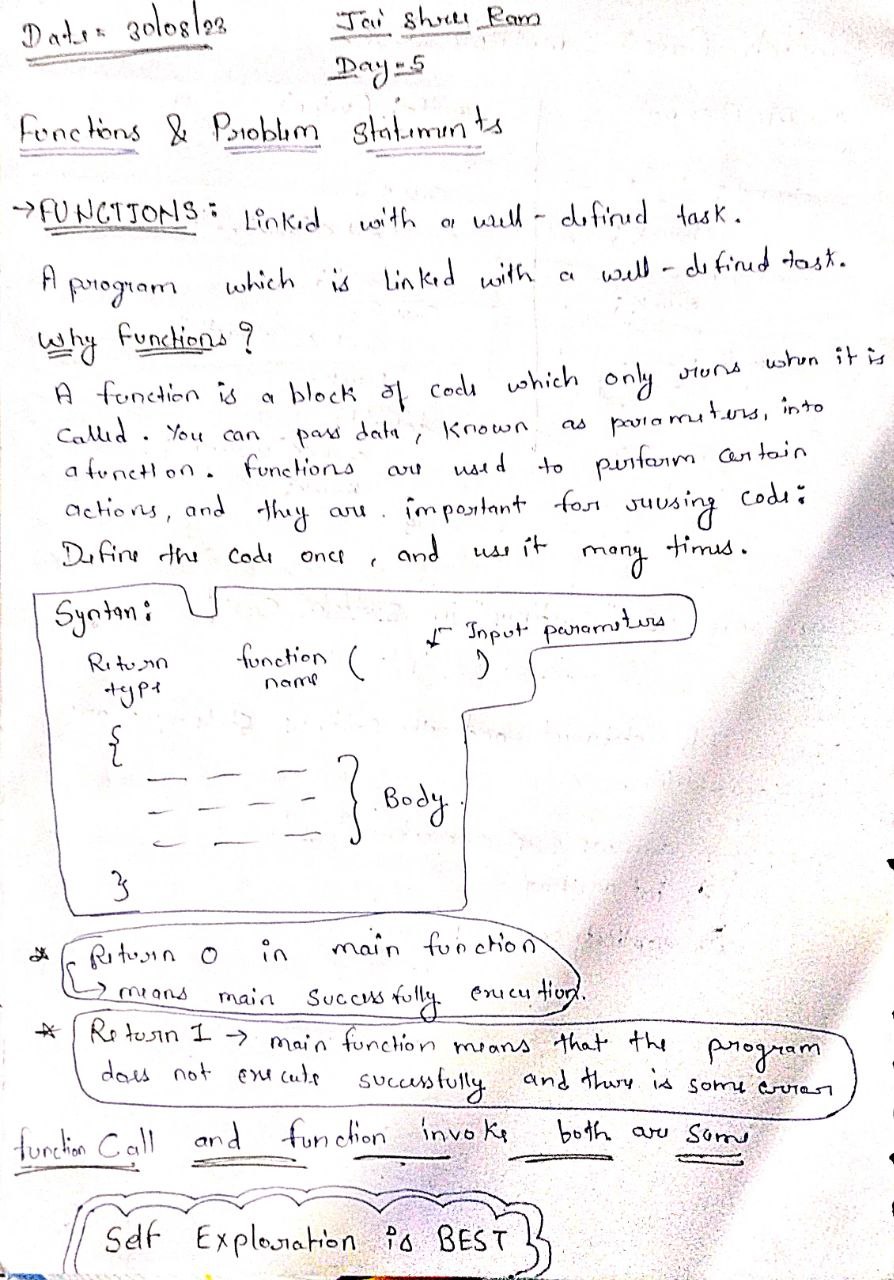 Date = 30/08/23
Jai Shree Ram
Day = 5
Functions & Problem Statements
→ FUNCTIONS: Linked with a well-defined task.
A program which is linked with a well-defined task.
Why Functions?
A function is a block of code which only runs when it is
called. You can pass data, known as parameters, into
a function. Functions are used to perform certain
actions, and they are important for reusing code:
Define the code once, and use it many times.
Syntax:
Input parameters
Return type function name ( )
{
} Body
}
* Return 0 in main function
→ means main successfully execution.
* Return 1 → main function means that the program
does not execute successfully and there is some error
function Call and function invoke both are same
Self Exploration is BEST